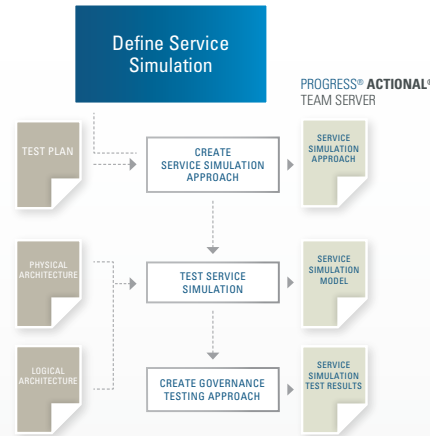 Define Service
Simulation
PROGRESS® ACTIONAL®
TEAM SERVER
TEST PLAN
CREATE
SERVICE SIMULATION
APPROACH
SERVICE
SIMULATION
APPROACH
PHYSICAL
ARCHITECTURE
TEST SERVICE
SIMULATION
SERVICE
SIMULATION
MODEL
LOGICAL
ARCHITECTURE
CREATE GOVERNANCE
TESTING APPROACH
SERVICE
SIMULATION
TEST RESULTS